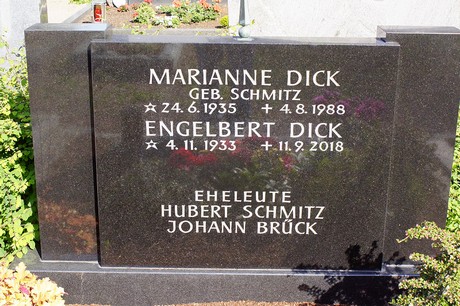 MARIANNE DICK
GEB. SCHMITZ
☆ 24.6.1935 + 4.8.1988
ENGELBERT DICK
☆ 4.11.1933 + 11.9.2018
EHELEUTE
HUBERT SCHMITZ
JOHANN BRÜCK